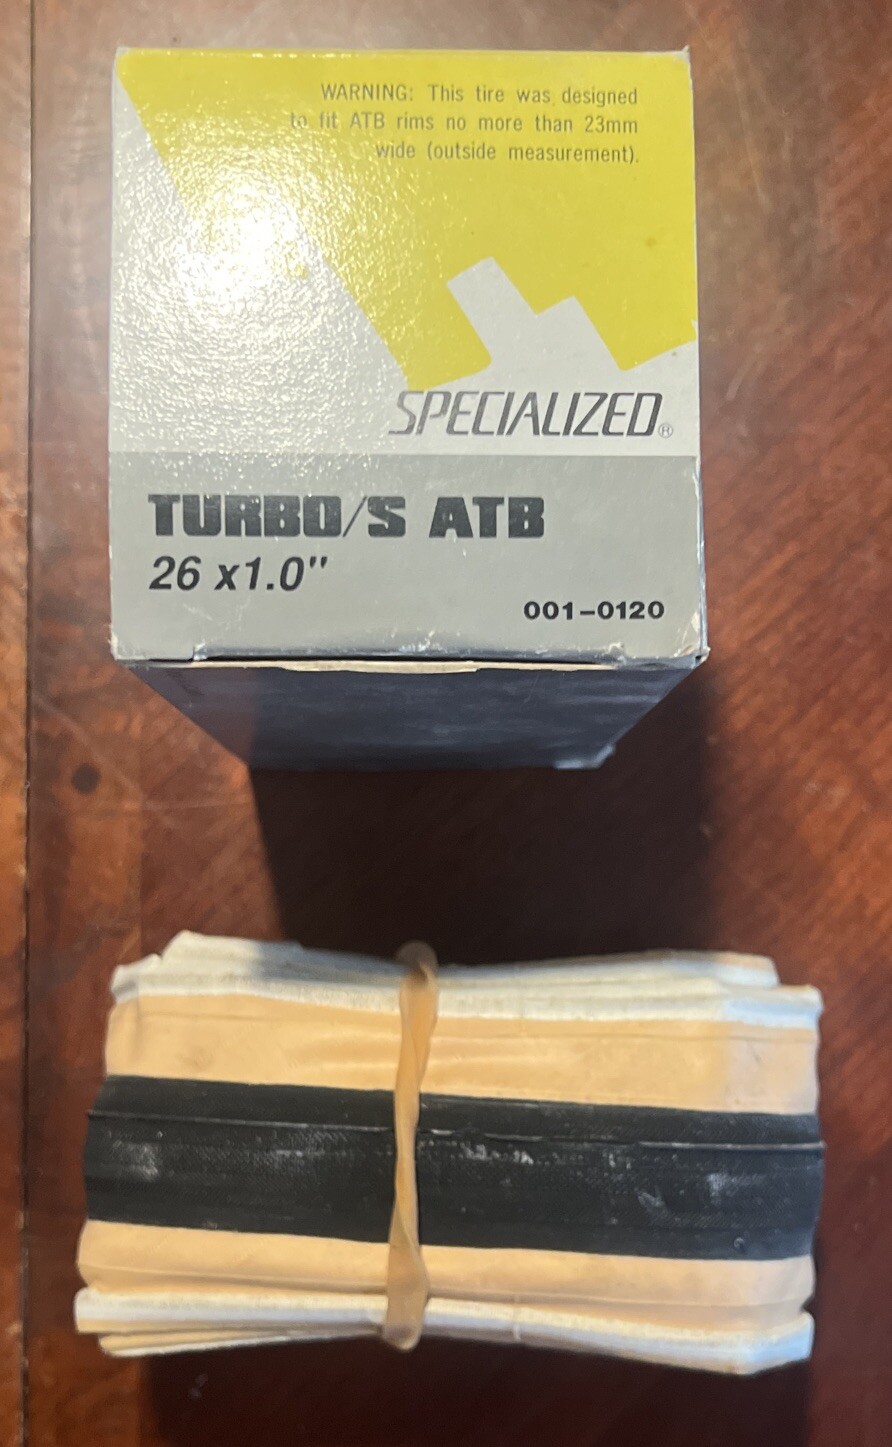 WARNING: This tire was designed
to fit ATB rims no more than 23mm
wide (outside measurement).
SPECIALIZED®
TURBO/S ATB
26 x1.0"
001-0120